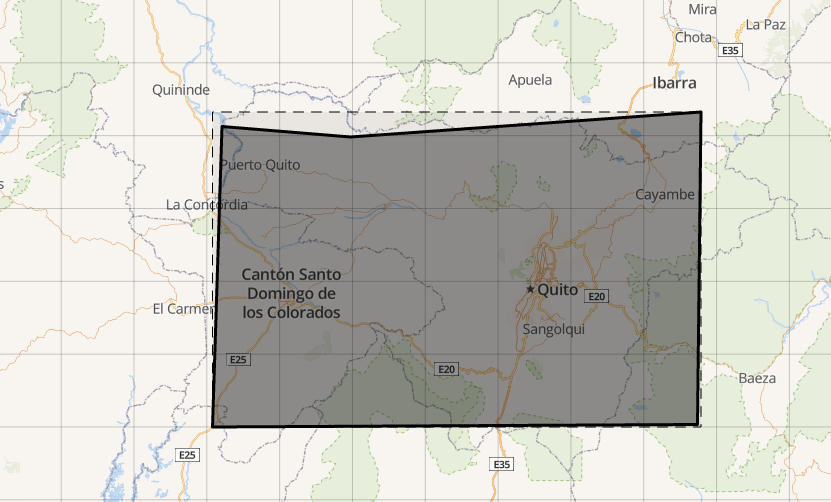 Mira
La Paz
Chota
E35
Apuela
Ibarra
Quininde
Puerto Quito
s
Cayambe
La Concordia
Cantón Santo
Domingo de
los Colorados
Quito
E20
El Carmen
Sangolqui
E25
E20
Baeza
E25
E35